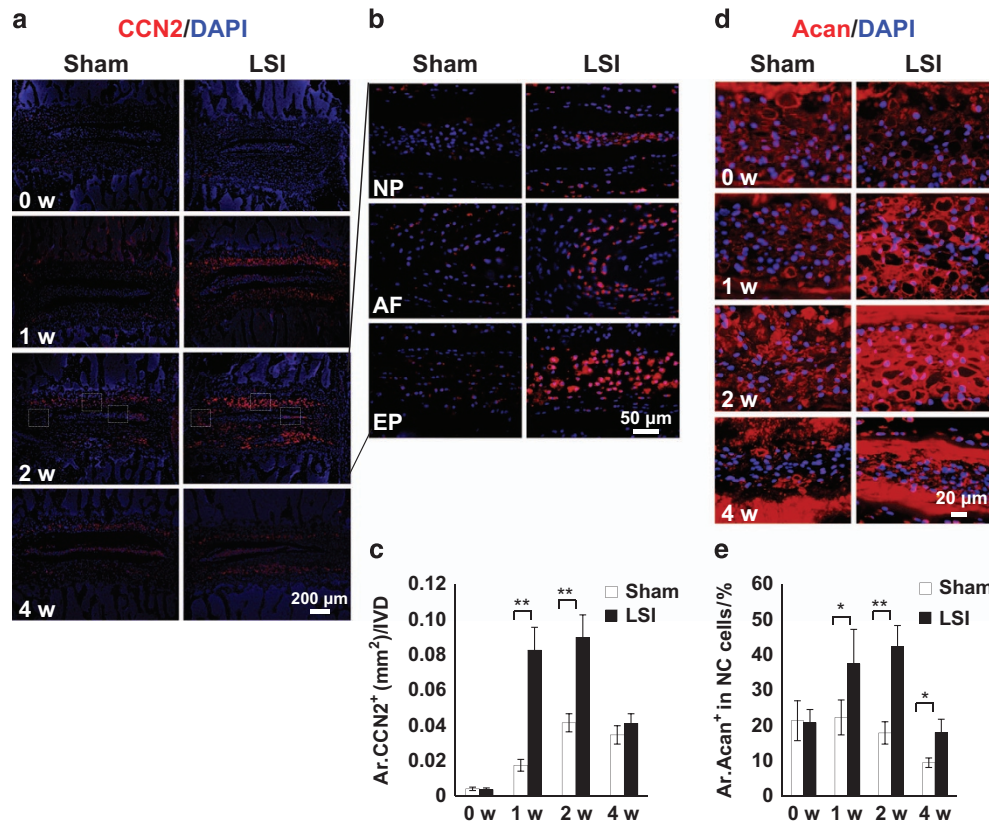 a
CCN2/DAPI
Sham LSI
0 w
1 w
2 w
4 w
200 µm
b
Sham LSI
NP
AF
EP
50 µm
c
Ar.CCN2⁺ (mm²)/IVD
0.12
0.10
0.08
0.06
0.04
0.02
0
Sham
LSI
**
**
0 w 1 w 2 w 4 w
d
Acan/DAPI
Sham LSI
0 w
1 w
2 w
4 w
20 µm
e
Ar.Acan⁺ in NC cells/%
60
50
40
30
20
10
0
Sham
LSI
*
**
*
0 w 1 w 2 w 4 w